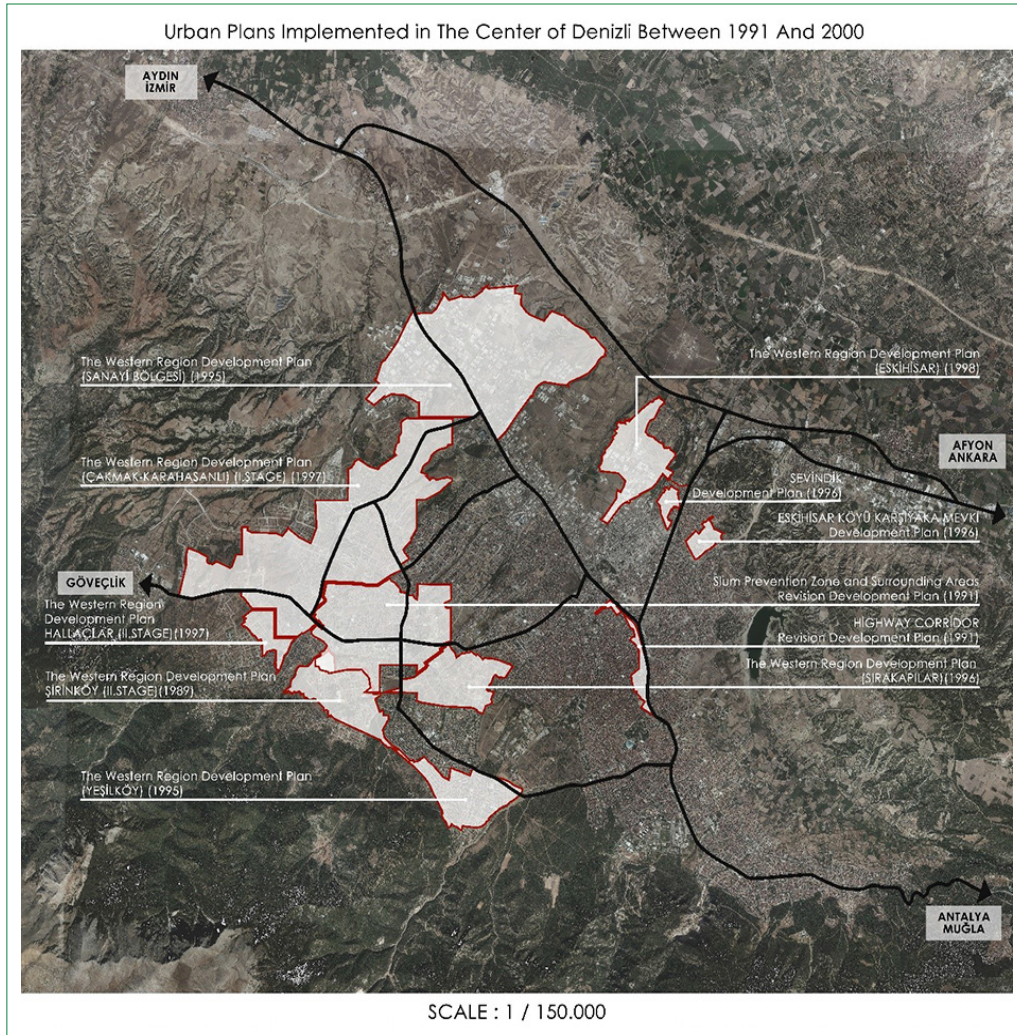 Urban Plans Implemented in The Center of Denizli Between 1991 And 2000
AYDIN
İZMİR
The Western Region Development Plan
(SANAYİ BÖLGESİ) (1995)
The Western Region Development Plan
(ESKİHİSAR) (1998)
AFYON
ANKARA
The Western Region Development Plan
(ÇAKMAK-KARAHASANLI) (I.STAGE) (1997)
SEVİNDİK
Development Plan (1996)
ESKİHİSAR KÖYÜ KARŞIYAKA MEVKİ
Development Plan (1996)
GÖVEÇLİK
Slum Prevention Zone and Surrounding Areas
Revision Development Plan (1991)
The Western Region
Development Plan
HALLAÇLAR (II.STAGE)(1997)
HİGHWAY CORRİDOR
Revision Development Plan (1991)
The Western Region Development Plan
(SIRAKAPILAR)(1996)
The Western Region Development Plan
ŞİRİNKÖY (II.STAGE)(1989)
The Western Region Development Plan
(YEŞİLKÖY) (1995)
ANTALYA
MUĞLA
SCALE : 1 / 150.000